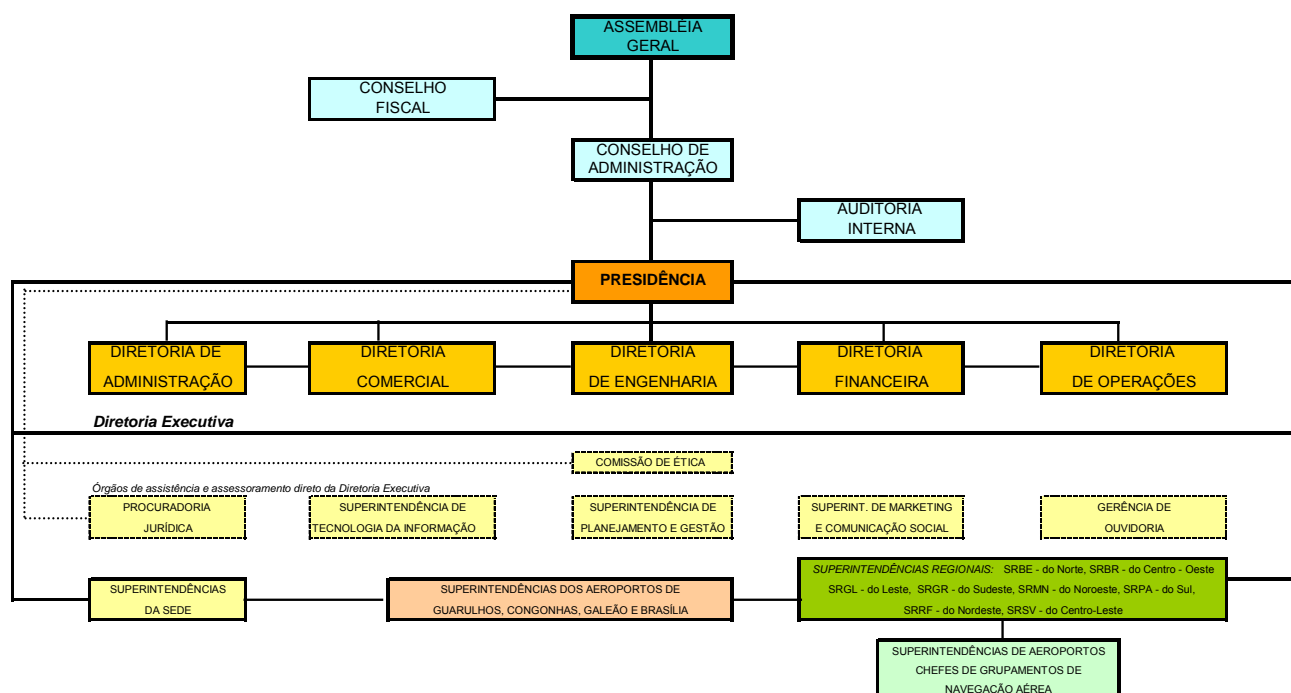 ASSEMBLÉIA
GERAL
CONSELHO
FISCAL
CONSELHO DE
ADMINISTRAÇÃO
AUDITORIA
INTERNA
PRESIDÊNCIA
DIRETORIA DE
ADMINISTRAÇÃO
DIRETORIA
COMERCIAL
DIRETORIA
DE ENGENHARIA
DIRETORIA
FINANCEIRA
DIRETORIA
DE OPERAÇÕES
Diretoria Executiva
COMISSÃO DE ÉTICA
Órgãos de assistência e assessoramento direto da Diretoria Executiva
PROCURADORIA
JURÍDICA
SUPERINTENDÊNCIA DE
TECNOLOGIA DA INFORMAÇÃO
SUPERINTENDÊNCIA DE
PLANEJAMENTO E GESTÃO
SUPERINT. DE MARKETING
E COMUNICAÇÃO SOCIAL
GERÊNCIA DE
OUVIDORIA
SUPERINTENDÊNCIAS
DA SEDE
SUPERINTENDÊNCIAS DOS AEROPORTOS DE
GUARULHOS, CONGONHAS, GALEÃO E BRASÍLIA
SUPERINTENDÊNCIAS REGIONAIS: SRBE - do Norte, SRBR - do Centro - Oeste
SRGL - do Leste, SRGR - do Sudeste, SRMN - do Noroeste, SRPA - do Sul,
SRRF - do Nordeste, SRSV - do Centro-Leste
SUPERINTENDÊNCIAS DE AEROPORTOS
CHEFES DE GRUPAMENTOS DE
NAVEGAÇÃO AÉREA